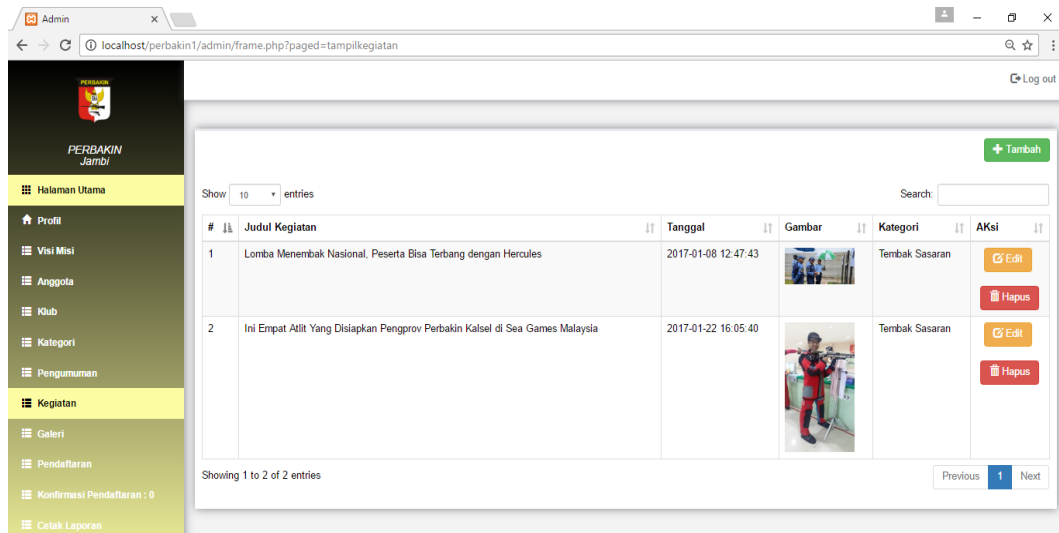 Admin
localhost/perbakin1/admin/frame.php?paged=tampilkegiatan
Log out
PERBAKIN
PERBAKIN
Jambi
Halaman Utama
Profil
Visi Misi
Anggota
Klub
Kategori
Pengumuman
Kegiatan
Galeri
Pendaftaran
Konfirmasi Pendaftaran : 0
Cetak Laporan
Tambah
Show 10 entries Search:
# Judul Kegiatan Tanggal Gambar Kategori AKsi
1 Lomba Menembak Nasional, Peserta Bisa Terbang dengan Hercules 2017-01-08 12:47:43 Tembak Sasaran Edit
Hapus
2 Ini Empat Atlit Yang Disiapkan Pengprov Perbakin Kalsel di Sea Games Malaysia 2017-01-22 16:05:40 Tembak Sasaran Edit
Hapus
Showing 1 to 2 of 2 entries Previous 1 Next